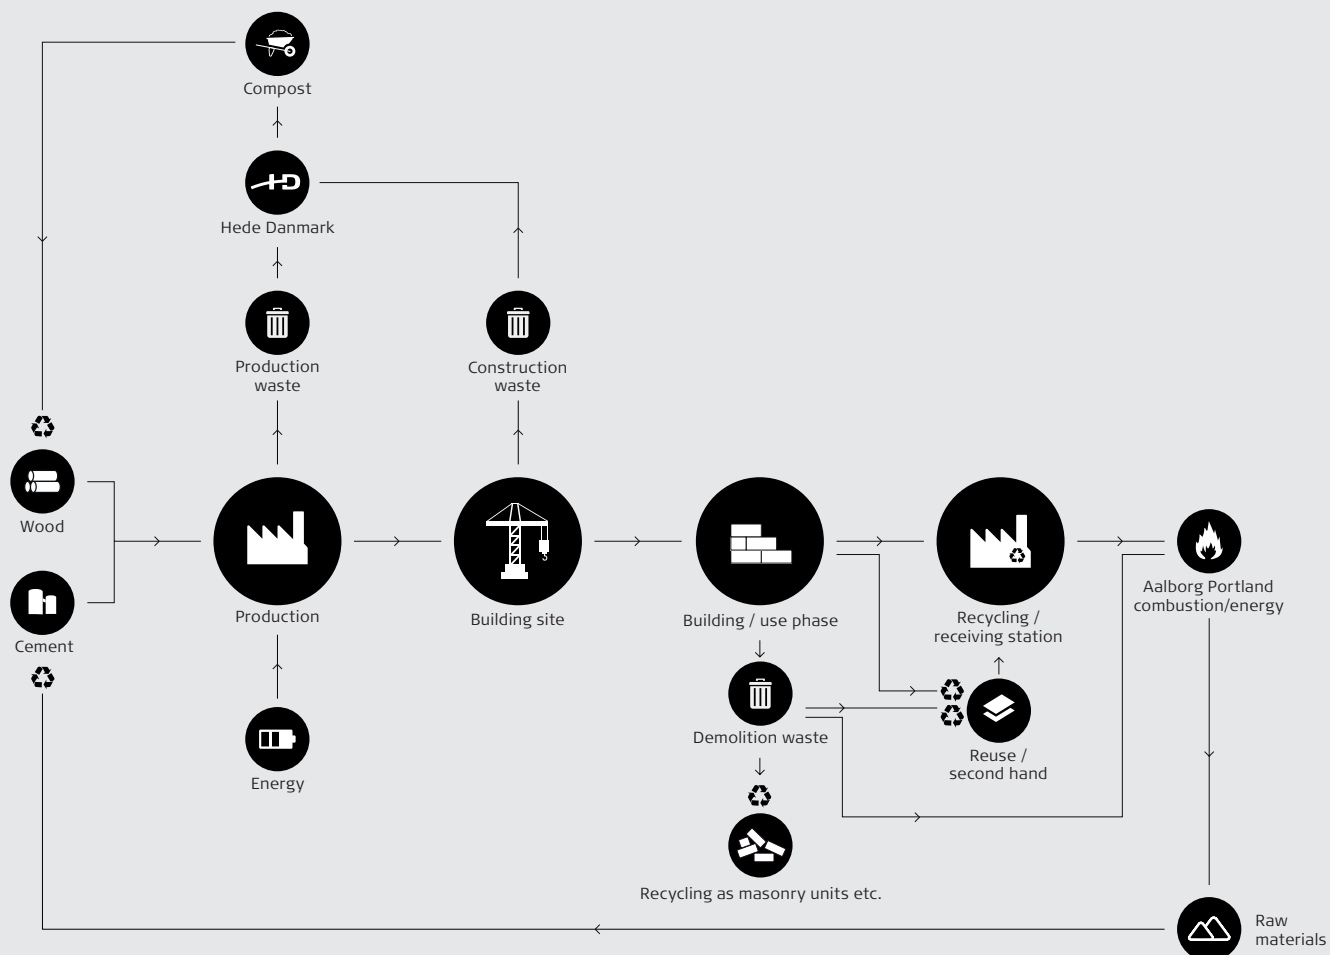 Compost
HD
Hede Danmark
Production
waste
Construction
waste
Wood
Cement
Production
Building site
Building / use phase
Recycling /
receiving station
Aalborg Portland
combustion/energy
Energy
Demolition waste
Reuse /
second hand
Recycling as masonry units etc.
Raw
materials